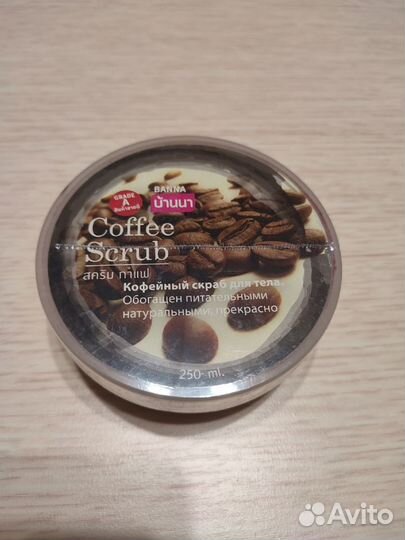 BANNA
GRADE
A
บ้านนา
Coffee
Scrub
สครับ กาแฟ
Кофейный скраб для тела.
Обогащен питательными
натуральными, прекрасно
250 ml.
Avito